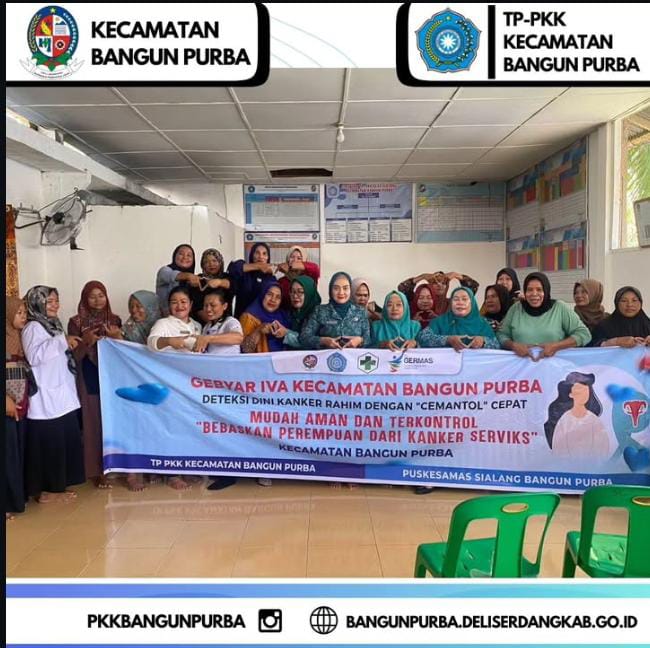 KECAMATAN
BANGUN PURBA
TP-PKK
KECAMATAN
BANGUN PURBA
GERMAS
GEBYAR IVA KECAMATAN BANGUN PURBA
DETEKSI DINI KANKER RAHIM DENGAN "CEMANTOL" CEPAT
MUDAH AMAN DAN TERKONTROL
"BEBASKAN PEREMPUAN DARI KANKER SERVIKS"
KECAMATAN BANGUN PURBA
TP PKK KECAMATAN BANGUN PURBA
PUSKESAMAS SIALANG BANGUN PURBA
PKKBANGUNPURBA
BANGUNPURBA.DELISERDANGKAB.GO.ID